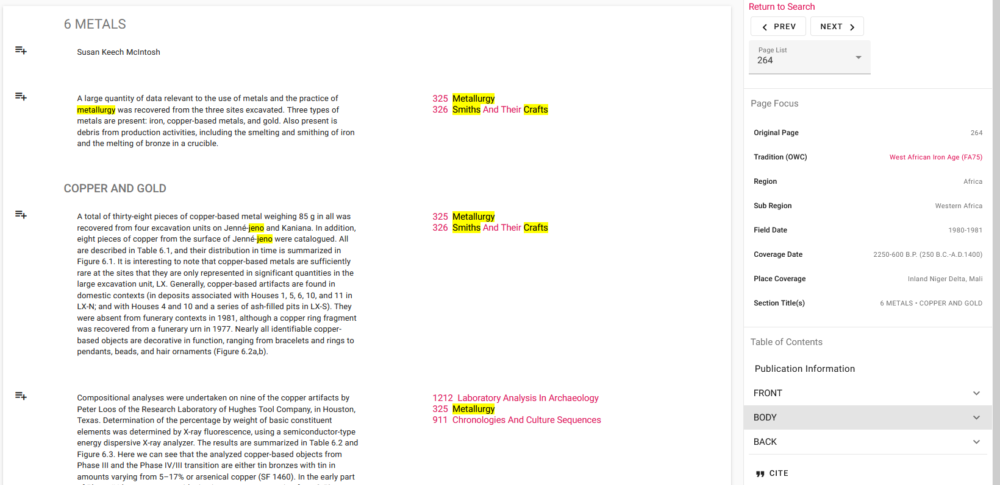 6 METALS
Susan Keech McIntosh
A large quantity of data relevant to the use of metals and the practice of
metallurgy was recovered from the three sites excavated. Three types of
metals are present: iron, copper-based metals, and gold. Also present is
debris from production activities, including the smelting and smithing of iron
and the melting of bronze in a crucible.
325 Metallurgy
326 Smiths And Their Crafts
COPPER AND GOLD
A total of thirty-eight pieces of copper-based metal weighing 85 g in all was
recovered from four excavation units on Jenné-jeno and Kaniana. In addition,
eight pieces of copper from the surface of Jenné-jeno were catalogued. All
are described in Table 6.1, and their distribution in time is summarized in
Figure 6.1. It is interesting to note that copper-based metals are sufficiently
rare at the sites that they are only represented in significant quantities in the
large excavation unit, LX. Generally, copper-based artifacts are found in
domestic contexts (in deposits associated with Houses 1, 5, 6, 10, and 11 in
LX-N; and with Houses 4 and 10 and a series of ash-filled pits in LX-S). They
were absent from funerary contexts in 1981, although a copper ring fragment
was recovered from a funerary urn in 1977. Nearly all identifiable copper-
based objects are decorative in function, ranging from bracelets and rings to
pendants, beads, and hair ornaments (Figure 6.2a,b).
325 Metallurgy
326 Smiths And Their Crafts
Compositional analyses were undertaken on nine of the copper artifacts by
Peter Loos of the Research Laboratory of Hughes Tool Company, in Houston,
Texas. Determination of the percentage by weight of basic constituent
elements was determined by X-ray fluorescence, using a semiconductor-type
energy dispersive X-ray analyzer. The results are summarized in Table 6.2 and
Figure 6.3. Here we can see that the analyzed copper-based objects from
Phase III and the Phase IV/III transition are either tin bronzes with tin in
amounts varying from 5–17% or arsenical copper (SF 1460). In the early part
1212 Laboratory Analysis In Archaeology
325 Metallurgy
911 Chronologies And Culture Sequences
Return to Search
PREV
NEXT
Page List
264
Page Focus
Original Page 264
Tradition (OWC) West African Iron Age (FA75)
Region Africa
Sub Region Western Africa
Field Date 1980-1981
Coverage Date 2250-600 B.P. (250 B.C.-A.D.1400)
Place Coverage Inland Niger Delta, Mali
Section Title(s) 6 METALS • COPPER AND GOLD
Table of Contents
Publication Information
FRONT
BODY
BACK
CITE